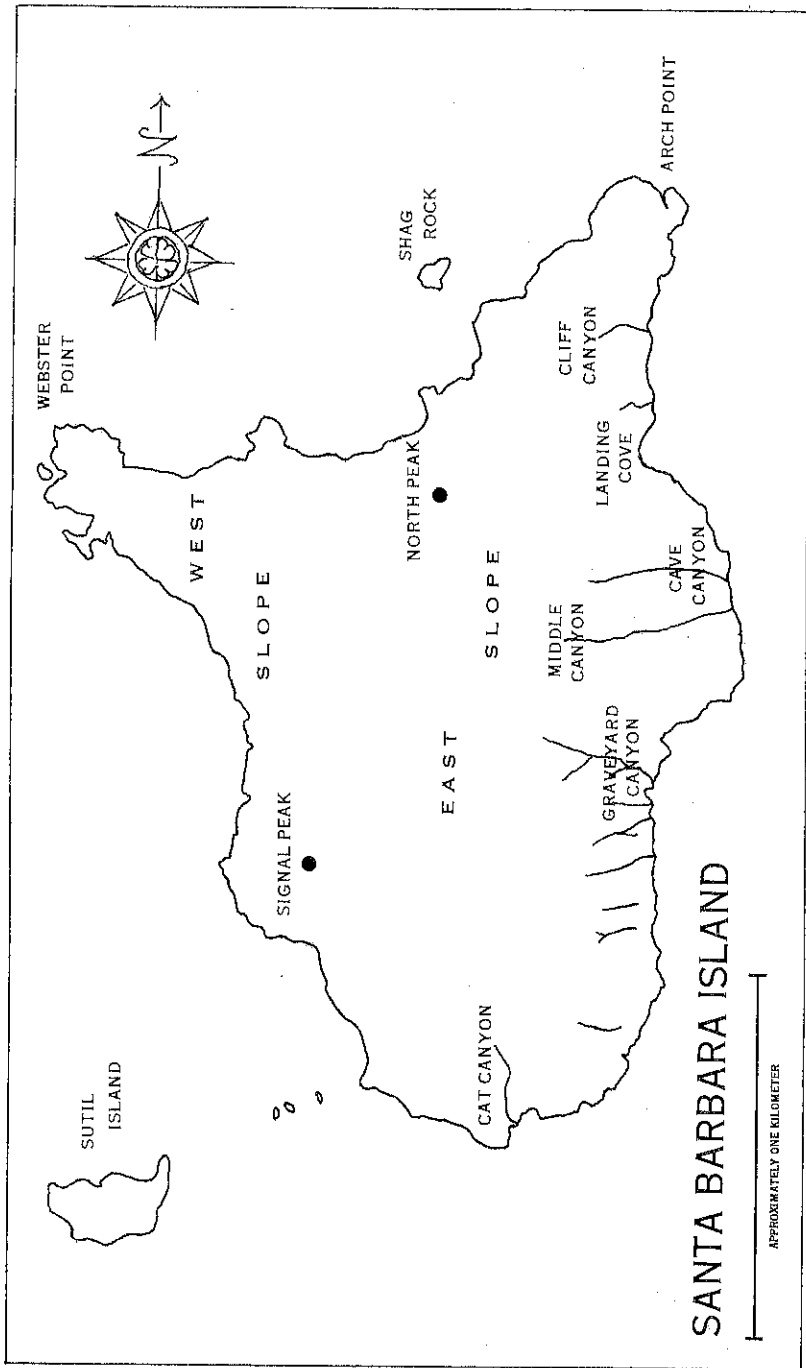 N
WEBSTER
POINT
SHAG
ROCK
ARCH POINT
CLIFF
CANYON
LANDING
COVE
NORTH PEAK
WEST
SLOPE
CAVE
CANYON
MIDDLE
CANYON
EAST
SLOPE
GRAVEYARD
CANYON
SIGNAL PEAK
CAT CANYON
SUTIL
ISLAND
SANTA BARBARA ISLAND
APPROXIMATELY ONE KILOMETER